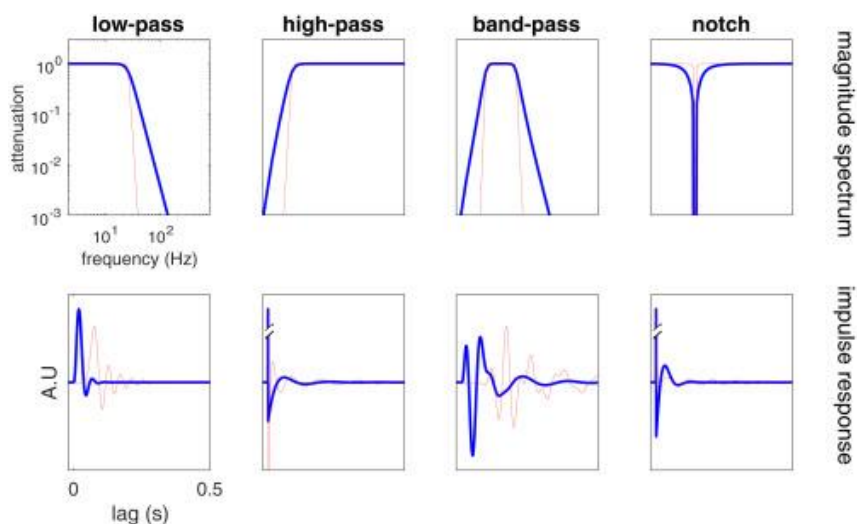 low-pass high-pass band-pass notch
10^0
10^-1
10^-2
10^-3
attenuation
10^1 10^2
frequency (Hz)
magnitude spectrum
A.U
0 0.5
lag (s)
impulse response